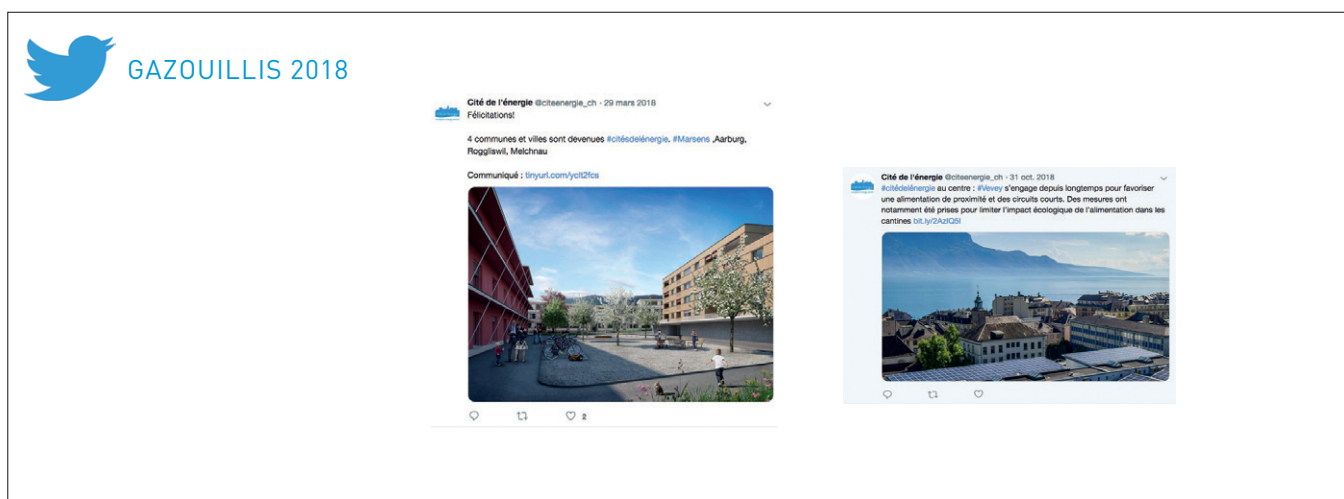 GAZOUILLIS 2018
Cité de l'énergie @citeenergie_ch · 29 mars 2018
Félicitations!
4 communes et villes sont devenues #citésdelénergie. #Marsens ,Aarburg,
Roggliswil, Melchnau
Communiqué : tinyurl.com/yclt2fcs
2
Cité de l'énergie @citeenergie_ch · 31 oct. 2018
#citédelénergie au centre : #Vevey s'engage depuis longtemps pour favoriser
une alimentation de proximité et des circuits courts. Des mesures ont
notamment été prises pour limiter l'impact écologique de l'alimentation dans les
cantines bit.ly/2AzIQ5I